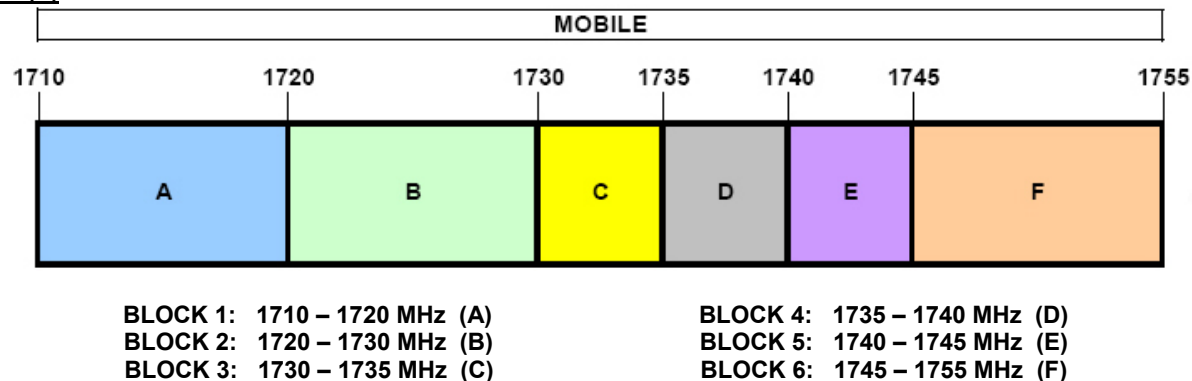 MOBILE
1710 1720 1730 1735 1740 1745 1755
A B C D E F
BLOCK 1: 1710 – 1720 MHz (A) BLOCK 4: 1735 – 1740 MHz (D)
BLOCK 2: 1720 – 1730 MHz (B) BLOCK 5: 1740 – 1745 MHz (E)
BLOCK 3: 1730 – 1735 MHz (C) BLOCK 6: 1745 – 1755 MHz (F)